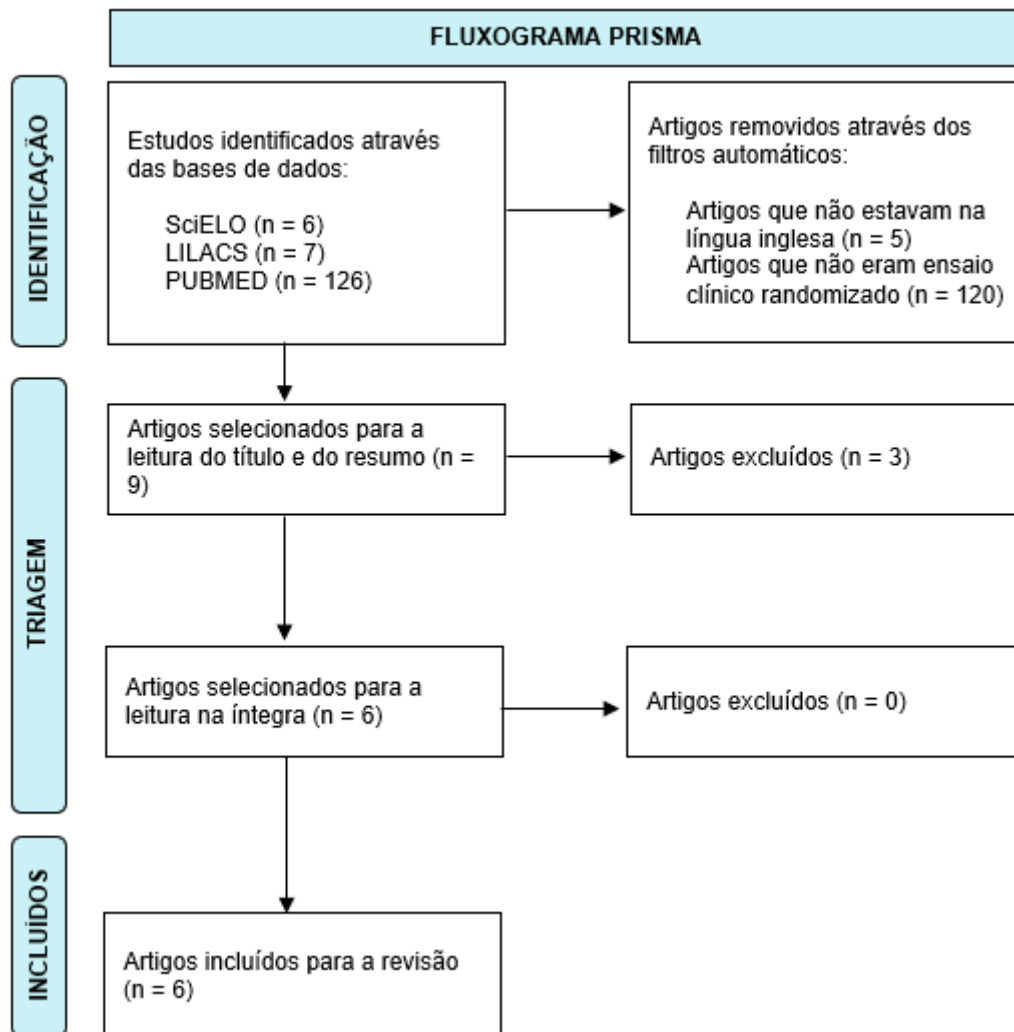 FLUXOGRAMA PRISMA
IDENTIFICAÇÃO
Estudos identificados através
das bases de dados:
SciELO (n = 6)
LILACS (n = 7)
PUBMED (n = 126)
Artigos removidos através dos
filtros automáticos:
Artigos que não estavam na
língua inglesa (n = 5)
Artigos que não eram ensaio
clínico randomizado (n = 120)
TRIAGEM
Artigos selecionados para a
leitura do título e do resumo (n =
9)
Artigos excluídos (n = 3)
Artigos selecionados para a
leitura na íntegra (n = 6)
Artigos excluídos (n = 0)
INCLUÍDOS
Artigos incluídos para a revisão
(n = 6)